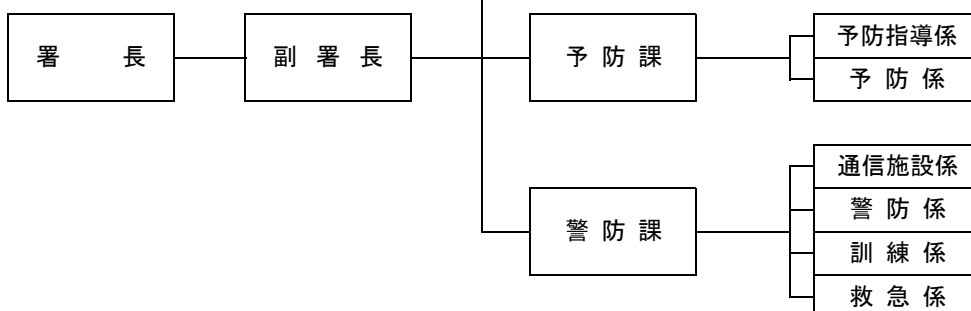 署長
副署長
予防課
予防指導係
予防係
警防課
通信施設係
警防係
訓練係
救急係